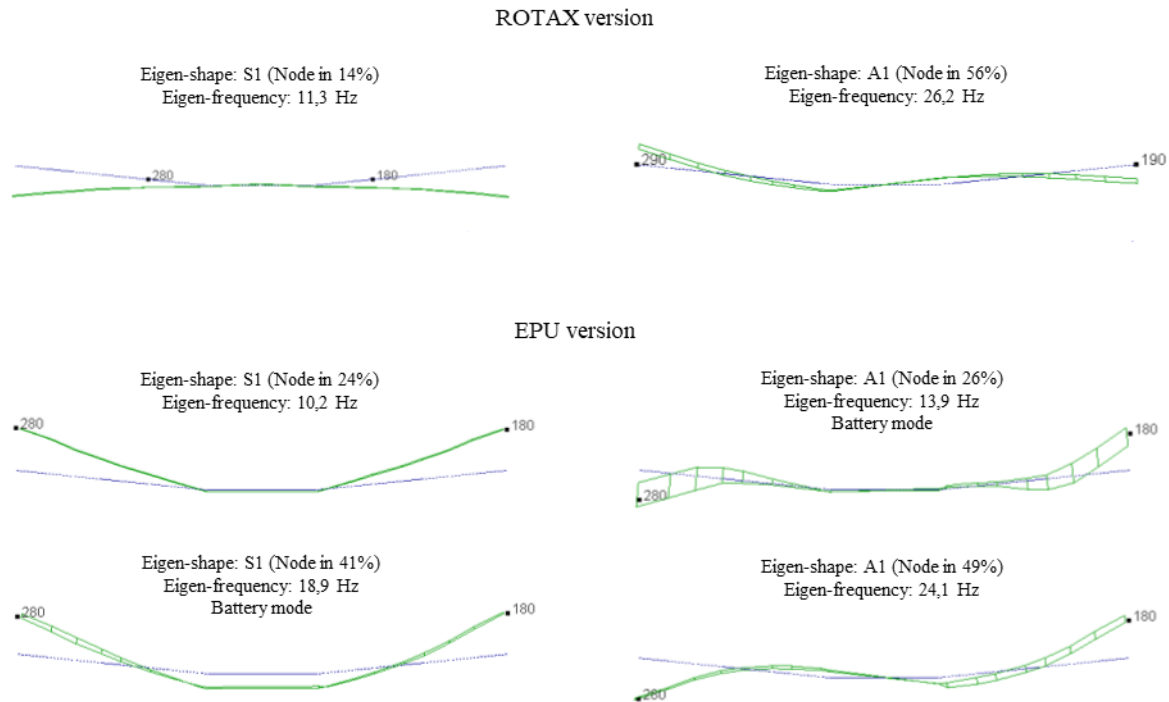 ROTAX version
Eigen-shape: S1 (Node in 14%)
Eigen-frequency: 11,3 Hz
280
180
Eigen-shape: A1 (Node in 56%)
Eigen-frequency: 26,2 Hz
290
190
EPU version
Eigen-shape: S1 (Node in 24%)
Eigen-frequency: 10,2 Hz
280
180
Eigen-shape: A1 (Node in 26%)
Eigen-frequency: 13,9 Hz
Battery mode
180
280
Eigen-shape: S1 (Node in 41%)
Eigen-frequency: 18,9 Hz
Battery mode
280
180
Eigen-shape: A1 (Node in 49%)
Eigen-frequency: 24,1 Hz
180
280